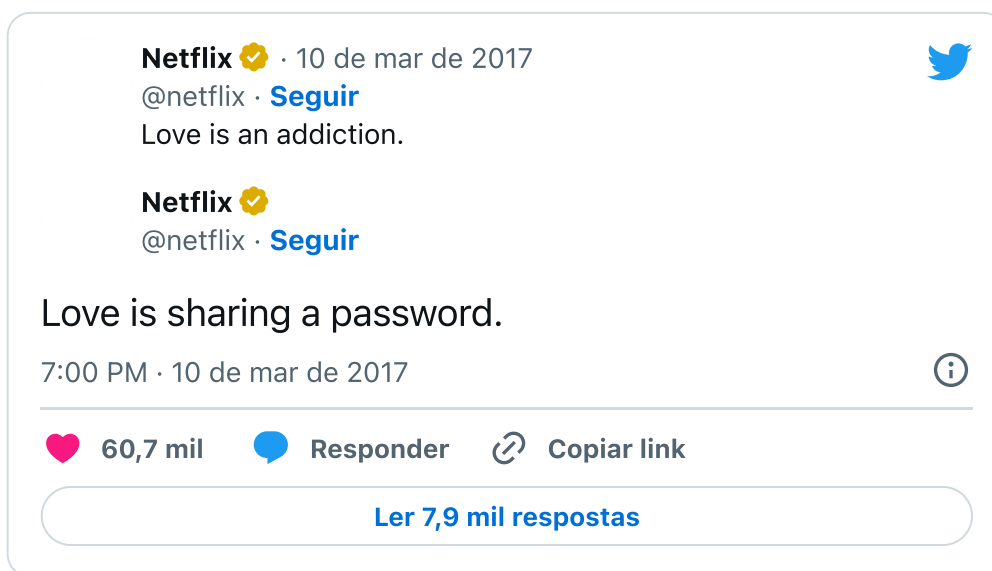 Netflix · 10 de mar de 2017
@netflix · Seguir
Love is an addiction.
Netflix
@netflix · Seguir
Love is sharing a password.
7:00 PM · 10 de mar de 2017
60,7 mil Responder Copiar link
Ler 7,9 mil respostas